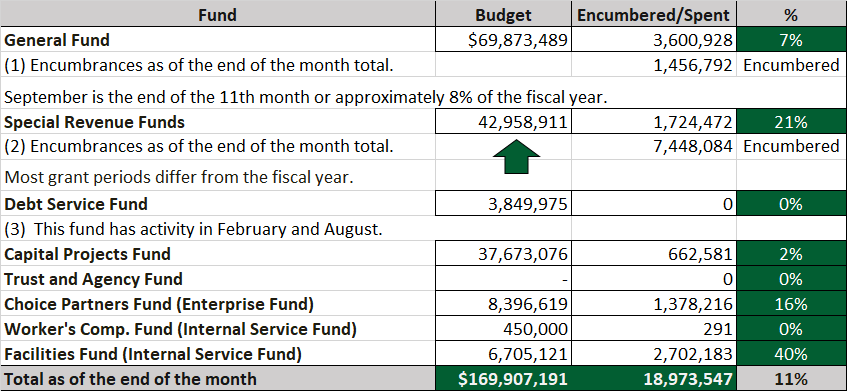 Fund Budget Encumbered/Spent %
General Fund $69,873,489 3,600,928 7%
(1) Encumbrances as of the end of the month total. 1,456,792 Encumbered
September is the end of the 11th month or approximately 8% of the fiscal year.
Special Revenue Funds 42,958,911 1,724,472 21%
(2) Encumbrances as of the end of the month total. 7,448,084 Encumbered
Most grant periods differ from the fiscal year.
Debt Service Fund 3,849,975 0 0%
(3) This fund has activity in February and August.
Capital Projects Fund 37,673,076 662,581 2%
Trust and Agency Fund - 0 0%
Choice Partners Fund (Enterprise Fund) 8,396,619 1,378,216 16%
Worker's Comp. Fund (Internal Service Fund) 450,000 291 0%
Facilities Fund (Internal Service Fund) 6,705,121 2,702,183 40%
Total as of the end of the month $169,907,191 18,973,547 11%